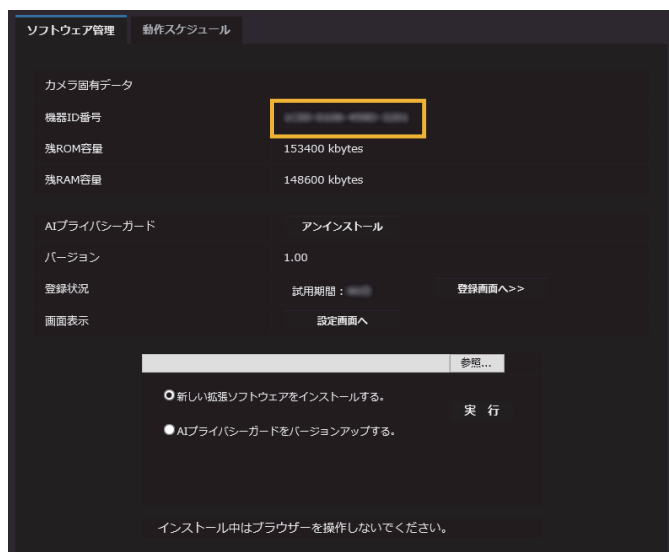 ソフトウェア管理 動作スケジュール
カメラ固有データ
機器ID番号
残ROM容量 153400 kbytes
残RAM容量 148600 kbytes
AIプライバシーガード アンインストール
バージョン 1.00
登録状況 試用期間： 登録画面へ>>
画面表示 設定画面へ
参照...
新しい拡張ソフトウェアをインストールする。
実 行
AIプライバシーガードをバージョンアップする。
インストール中はブラウザーを操作しないでください。